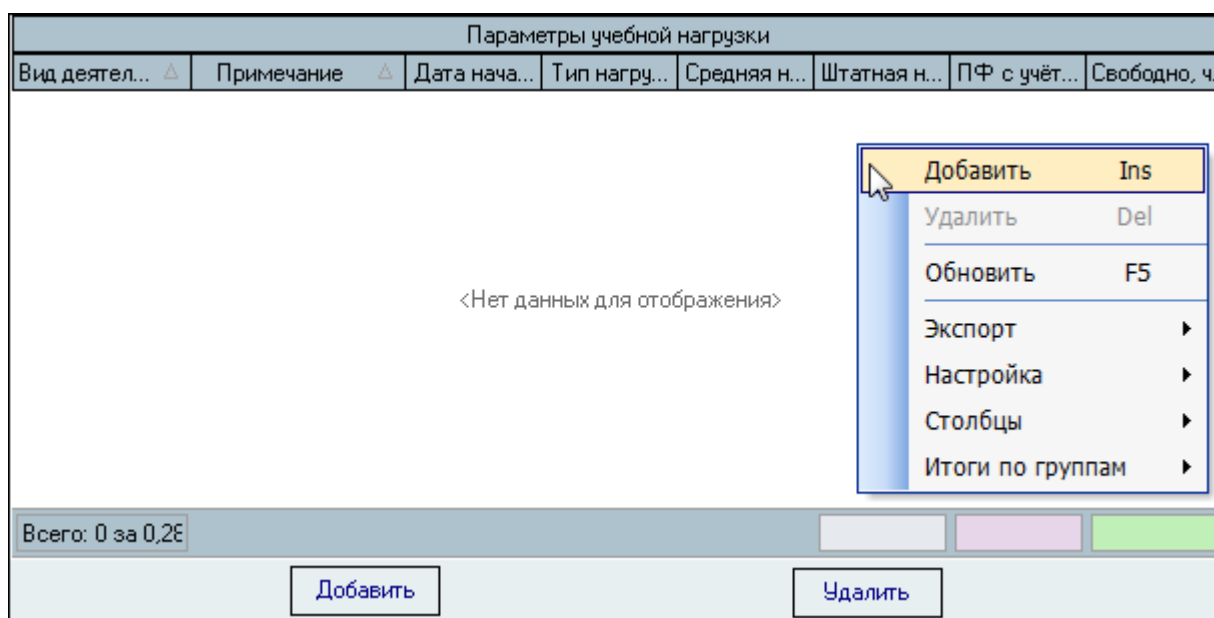 Параметры учебной нагрузки
Вид деятел... Примечание Дата нача... Тип нагру... Средняя н... Штатная н... ПФ с учёт... Свободно, ч.
Добавить Ins
Удалить Del
Обновить F5
<Нет данных для отображения>
Экспорт
Настройка
Столбцы
Итоги по группам
Всего: 0 за 0,28
Добавить Удалить